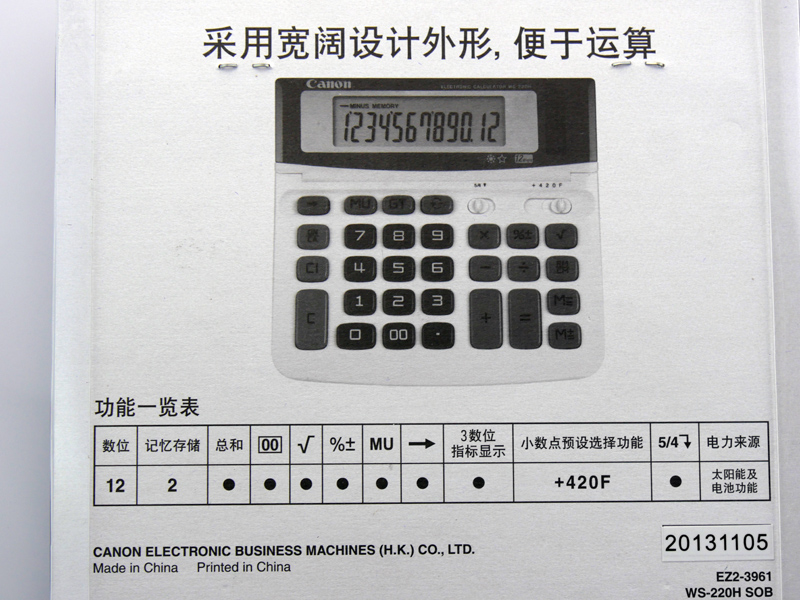 采用宽阔设计外形, 便于运算
Canon
MINUS MEMORY
1234567890.12
5/4
+420F
MU GT
7 8 9 × %± √
CI 4 5 6 − ÷
1 2 3 + = M=
C 0 00 · M±
功能一览表
数位 记忆存储 总和 00 √ %± MU → 3数位指标显示 小数点预设选择功能 5/4 电力来源
12 2 ● ● ● ● ● ● ● +420F ● 太阳能及电池功能
CANON ELECTRONIC BUSINESS MACHINES (H.K.) CO., LTD.
Made in China Printed in China
20131105
EZ2-3961
WS-220H SOB